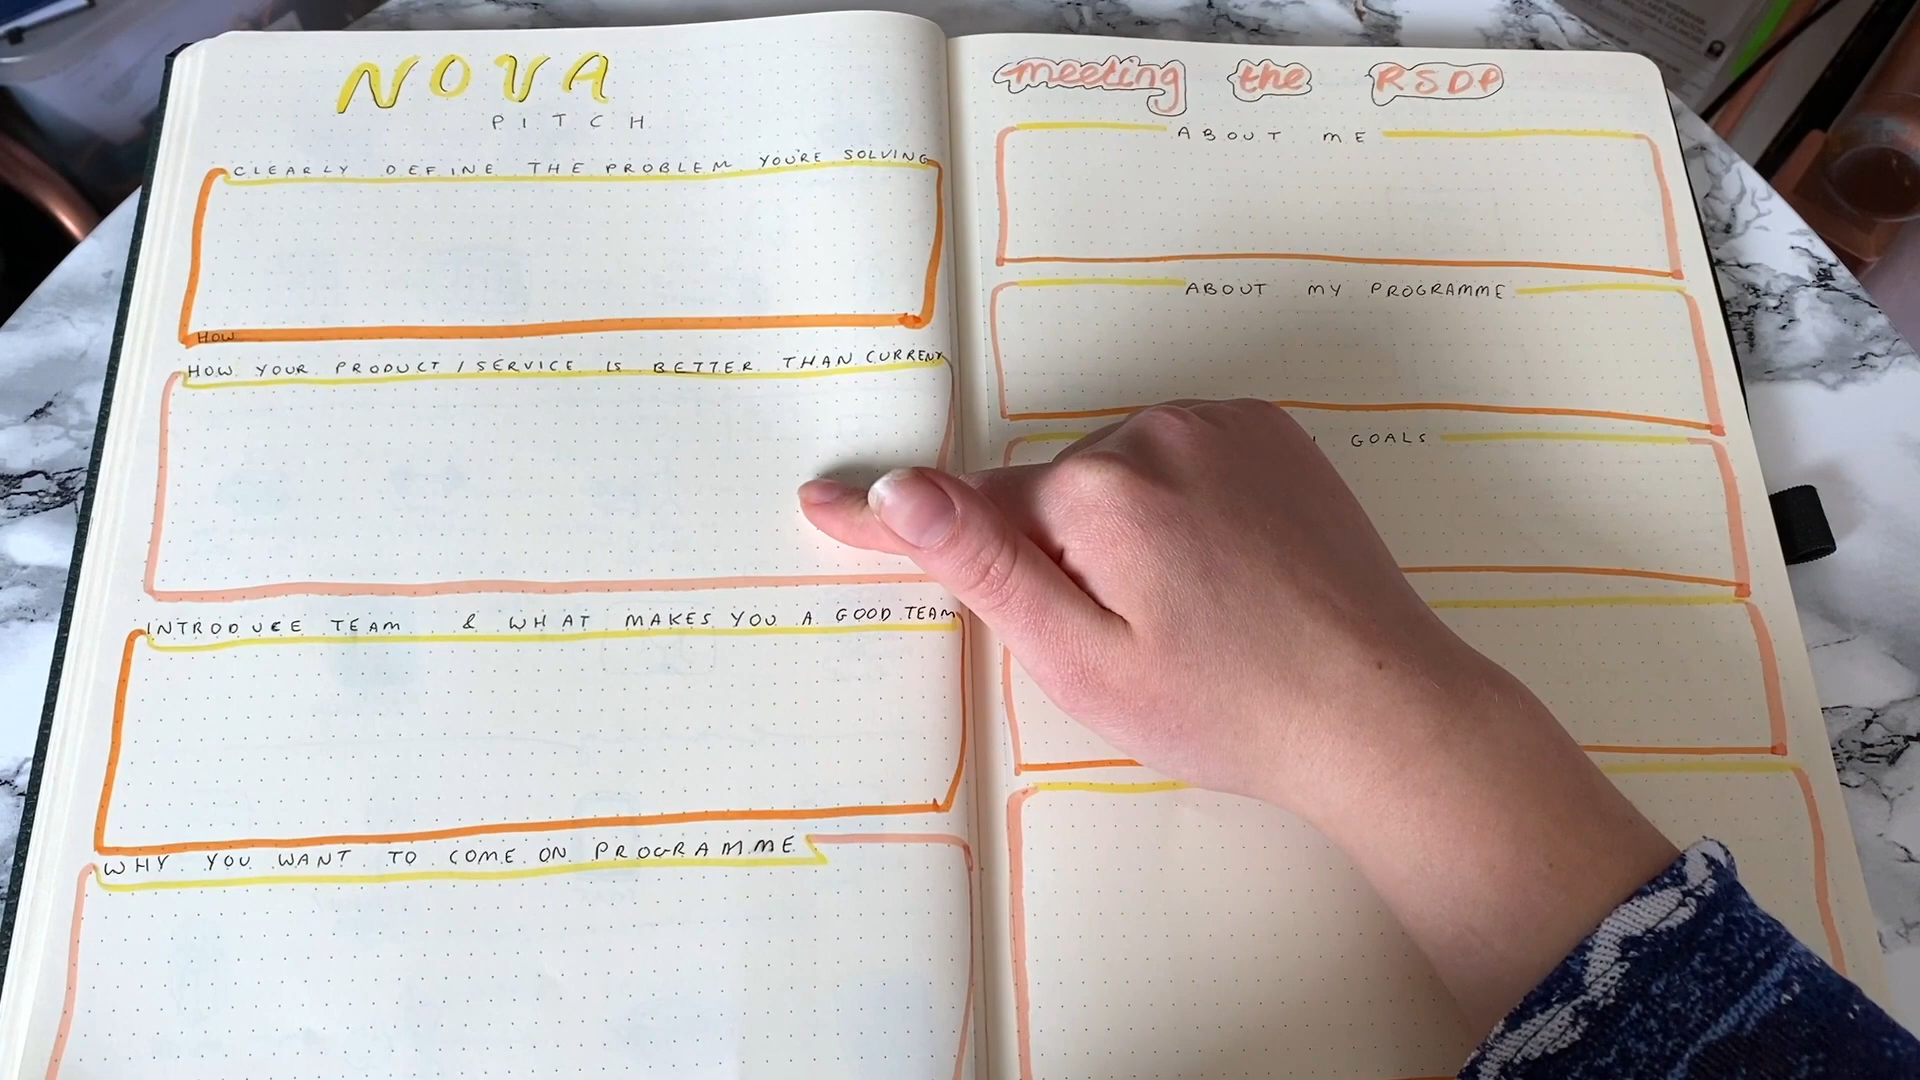 NOVA
PITCH
CLEARLY DEFINE THE PROBLEM YOU'RE SOLVING
HOW
HOW YOUR PRODUCT / SERVICE IS BETTER THAN CURRENT
INTRODUCE TEAM & WHAT MAKES YOU A GOOD TEAM
WHY YOU WANT TO COME ON PROGRAMME
meeting the RSDP
ABOUT ME
ABOUT MY PROGRAMME
GOALS